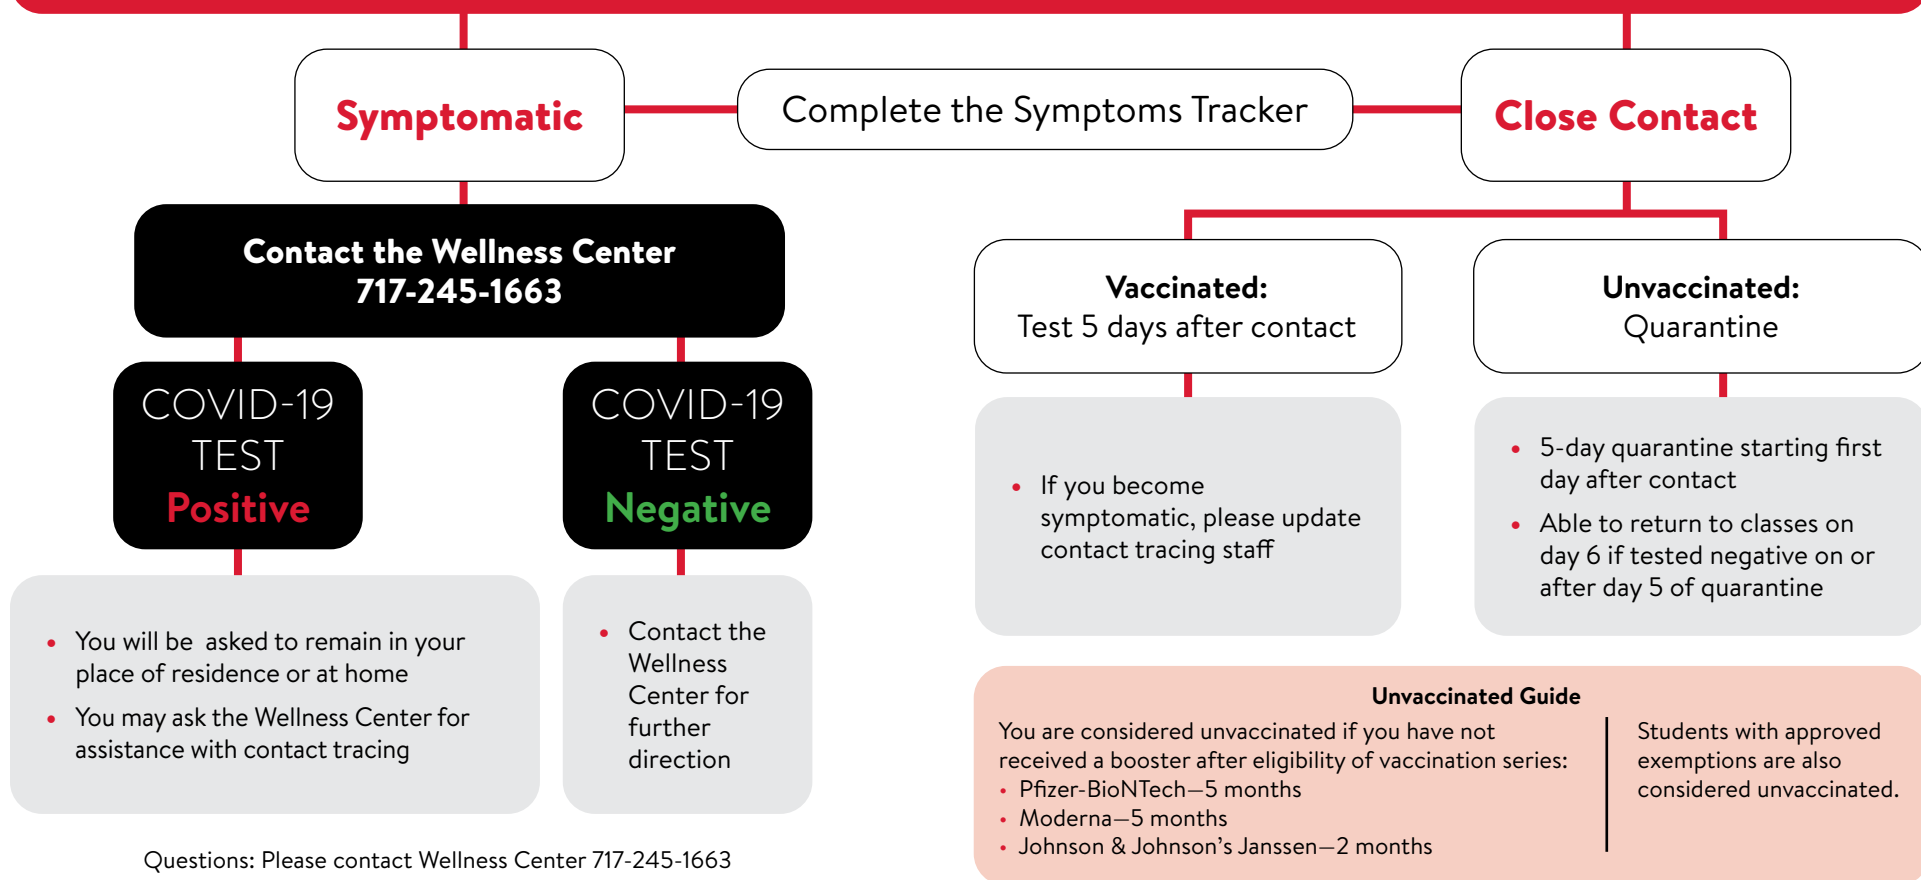 Symptomatic
Complete the Symptoms Tracker
Close Contact
Contact the Wellness Center
717-245-1663
COVID-19
TEST
Positive
COVID-19
TEST
Negative
• You will be  asked to remain in your
place of residence or at home
• You may ask the Wellness Center for
assistance with contact tracing
• Contact the
Wellness
Center for
further
direction
Questions: Please contact Wellness Center 717-245-1663
Vaccinated:
Test 5 days after contact
• If you become
symptomatic, please update
contact tracing staff
Unvaccinated:
Quarantine
• 5-day quarantine starting first
day after contact
• Able to return to classes on
day 6 if tested negative on or
after day 5 of quarantine
Unvaccinated Guide
You are considered unvaccinated if you have not
received a booster after eligibility of vaccination series:
• Pfizer-BioNTech—5 months
• Moderna—5 months
• Johnson & Johnson's Janssen—2 months
Students with approved
exemptions are also
considered unvaccinated.